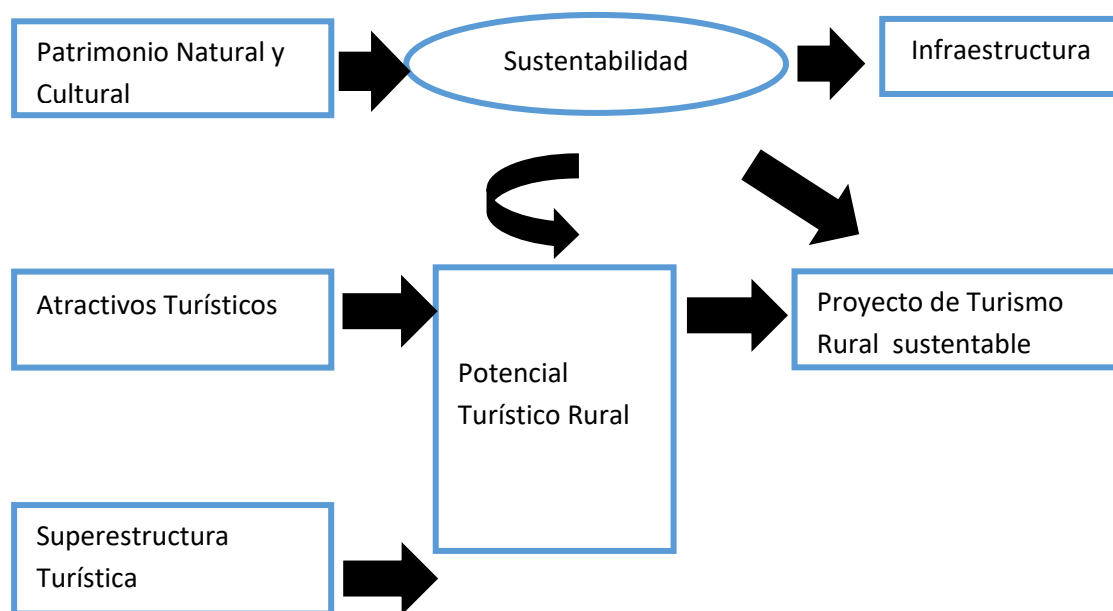 Patrimonio Natural y
Cultural
Sustentabilidad
Infraestructura
Atractivos Turísticos
Potencial
Turístico Rural
Proyecto de Turismo
Rural sustentable
Superestructura
Turística